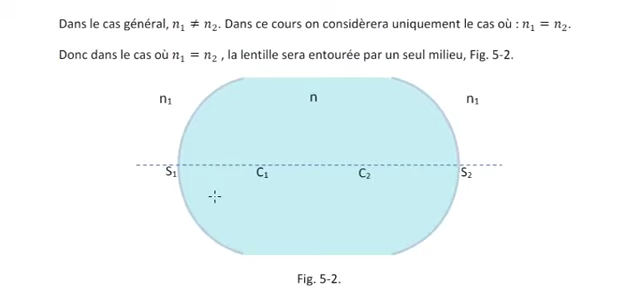 Dans le cas général, n₁ ≠ n₂. Dans ce cours on considèrera uniquement le cas où : n₁ = n₂.
Donc dans le cas où n₁ = n₂ , la lentille sera entourée par un seul milieu, Fig. 5-2.
n₁ n n₁
S₁ C₁ C₂ S₂
Fig. 5-2.